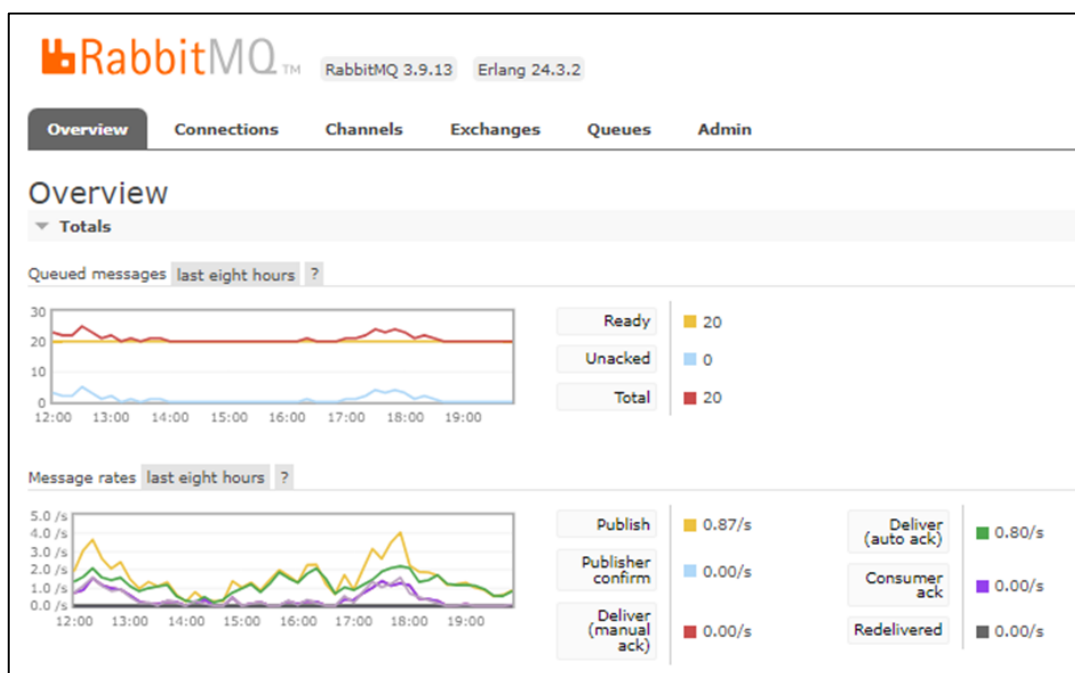 RabbitMQ TM RabbitMQ 3.9.13 Erlang 24.3.2
Overview Connections Channels Exchanges Queues Admin
Overview
Totals
Queued messages last eight hours ?
30
20
10
0
12:00 13:00 14:00 15:00 16:00 17:00 18:00 19:00
Ready 20
Unacked 0
Total 20
Message rates last eight hours ?
5.0 /s
4.0 /s
3.0 /s
2.0 /s
1.0 /s
0.0 /s
12:00 13:00 14:00 15:00 16:00 17:00 18:00 19:00
Publish 0.87/s
Publisher
confirm 0.00/s
Deliver
(manual
ack) 0.00/s
Deliver
(auto ack) 0.80/s
Consumer
ack 0.00/s
Redelivered 0.00/s